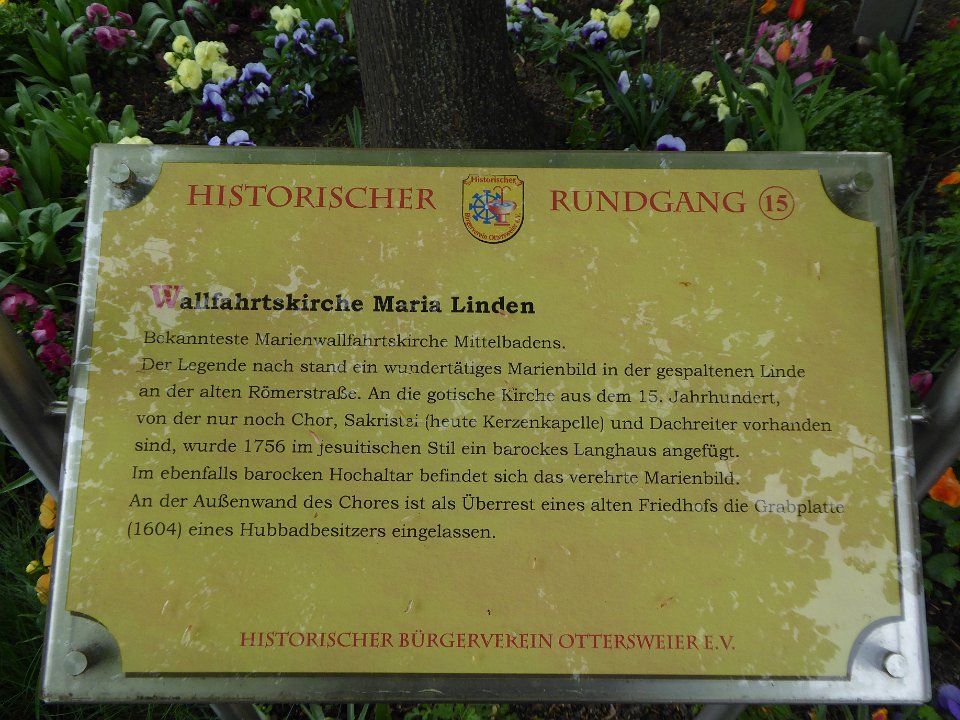 HISTORISCHER RUNDGANG 15
Historischer
Bürgerverein Ottersweier e.V.
Wallfahrtskirche Maria Linden
Bekannteste Marienwallfahrtskirche Mittelbadens.
Der Legende nach stand ein wundertätiges Marienbild in der gespaltenen Linde
an der alten Römerstraße. An die gotische Kirche aus dem 15. Jahrhundert,
von der nur noch Chor, Sakristei (heute Kerzenkapelle) und Dachreiter vorhanden
sind, wurde 1756 im jesuitischen Stil ein barockes Langhaus angefügt.
Im ebenfalls barocken Hochaltar befindet sich das verehrte Marienbild.
An der Außenwand des Chores ist als Überrest eines alten Friedhofs die Grabplatte
(1604) eines Hubbadbesitzers eingelassen.
HISTORISCHER BÜRGERVEREIN OTTERSWEIER E.V.